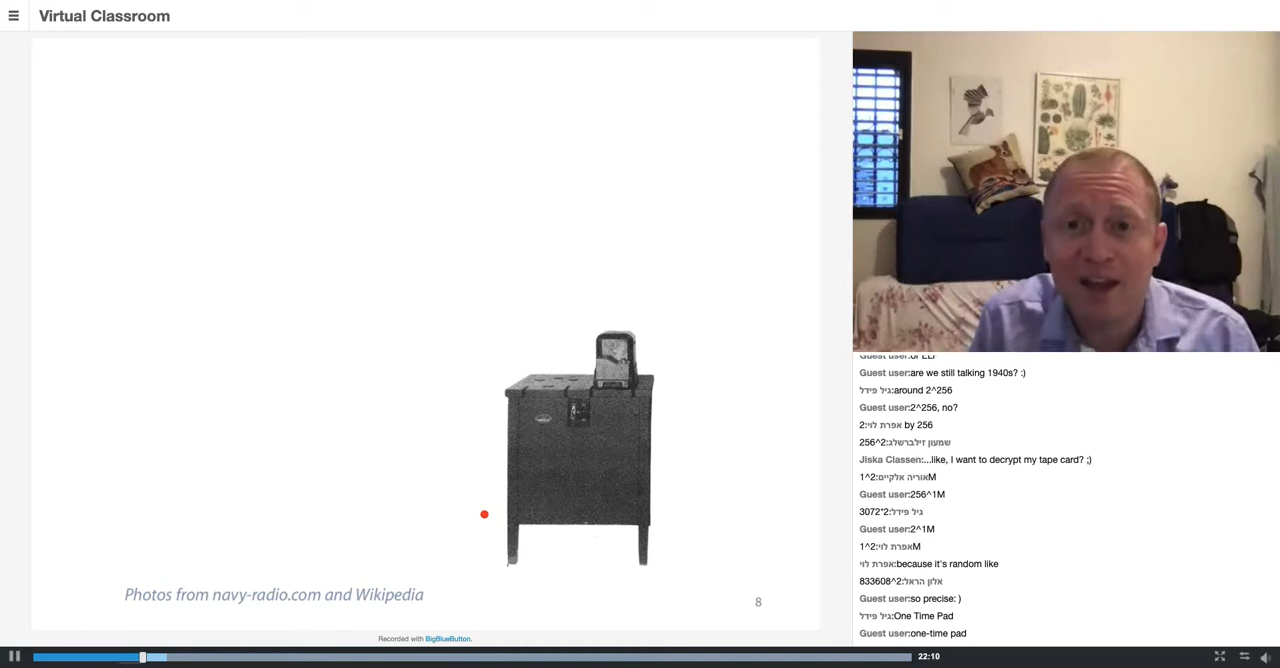 Virtual Classroom
Photos from navy-radio.com and Wikipedia
8
Recorded with BigBlueButton.
Guest user:
Guest user:are we still talking 1940s? :)
גיל פידל:around 2^256
Guest user:2^256, no?
אפרת לוי:2 by 256
שמעון זילברשלג:2^256
Jiska Classen:...like, I want to decrypt my tape card? ;)
אוריה אלקיים:1^2M
Guest user:256^1M
גיל פידל:2*3072
Guest user:2^1M
אפרת לוי:2^1M
אפרת לוי:because it's random like
אלון הראל:2^833608
Guest user:so precise: )
גיל פידל:One Time Pad
Guest user:one-time pad
22:10